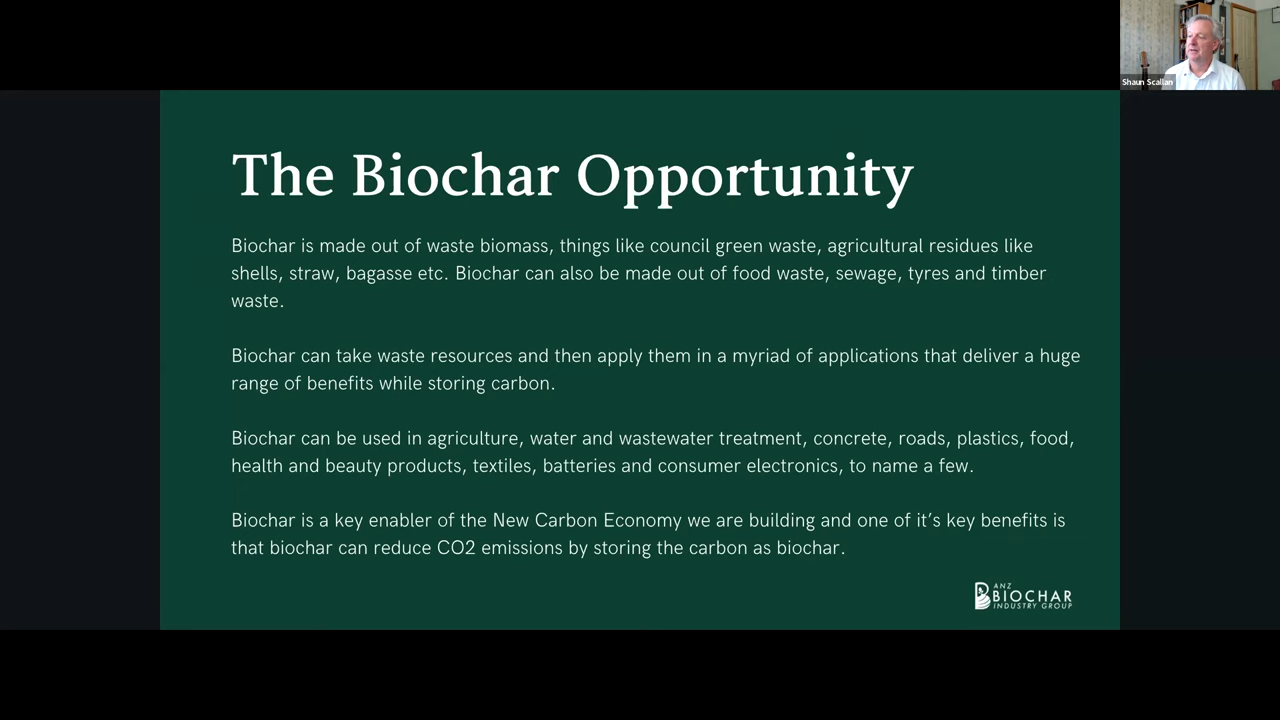 Shaun Scallan
The Biochar Opportunity
Biochar is made out of waste biomass, things like council green waste, agricultural residues like
shells, straw, bagasse etc. Biochar can also be made out of food waste, sewage, tyres and timber
waste.
Biochar can take waste resources and then apply them in a myriad of applications that deliver a huge
range of benefits while storing carbon.
Biochar can be used in agriculture, water and wastewater treatment, concrete, roads, plastics, food,
health and beauty products, textiles, batteries and consumer electronics, to name a few.
Biochar is a key enabler of the New Carbon Economy we are building and one of it’s key benefits is
that biochar can reduce CO2 emissions by storing the carbon as biochar.
ANZ
BIOCHAR
INDUSTRY GROUP